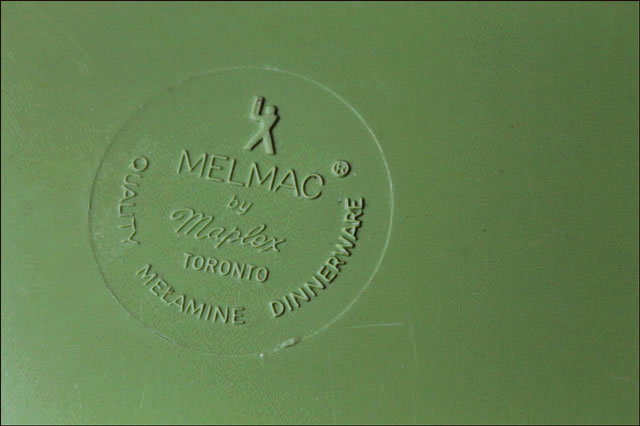 MELMAC®
by
Maplex
TORONTO
QUALITY MELAMINE DINNERWARE